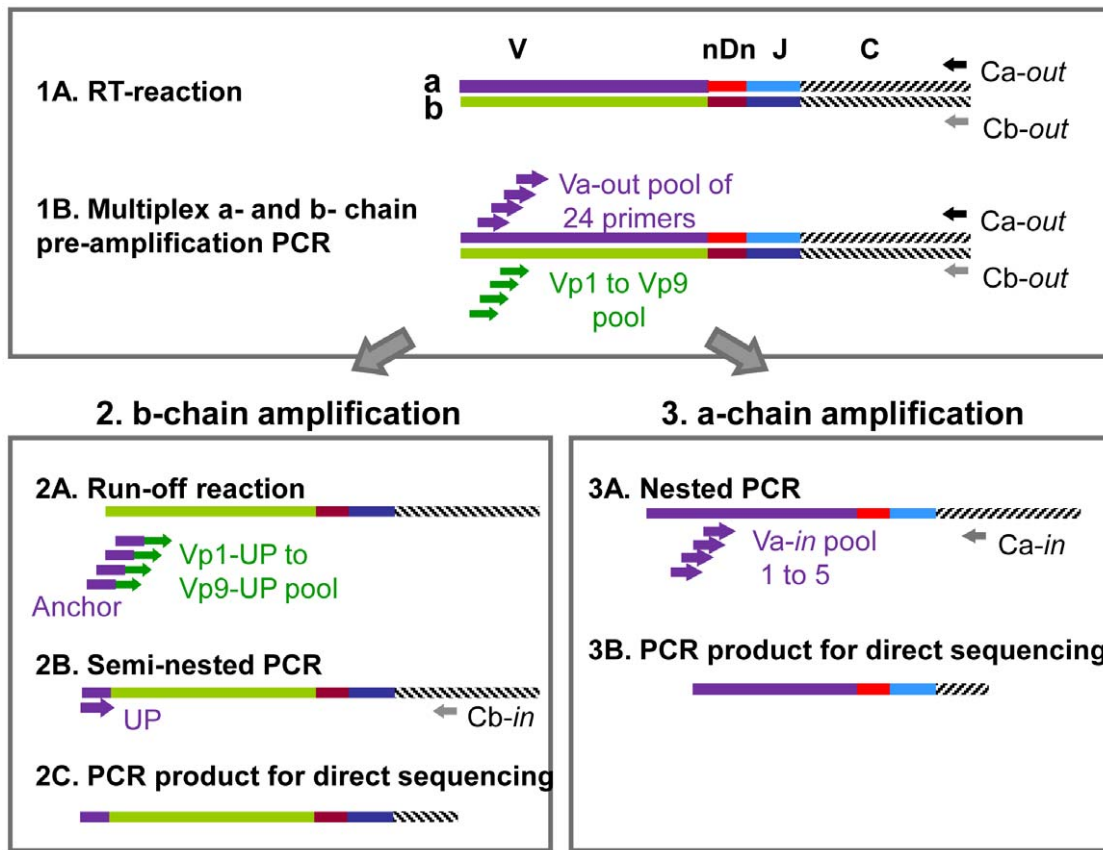 V nDn J C
1A. RT-reaction
a
b
Ca-out
Cb-out
1B. Multiplex a- and b- chain
pre-amplification PCR
Va-out pool of
24 primers
Vp1 to Vp9
pool
Ca-out
Cb-out
2. b-chain amplification
2A. Run-off reaction
Vp1-UP to
Vp9-UP pool
Anchor
2B. Semi-nested PCR
UP
Cb-in
2C. PCR product for direct sequencing
3. a-chain amplification
3A. Nested PCR
Va-in pool
1 to 5
Ca-in
3B. PCR product for direct sequencing